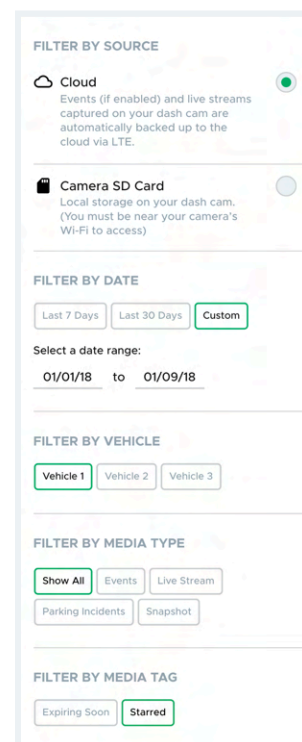 FILTER BY SOURCE
Cloud
Events (if enabled) and live streams
captured on your dash cam are
automatically backed up to the
cloud via LTE.
Camera SD Card
Local storage on your dash cam.
(You must be near your camera's
Wi-Fi to access)
FILTER BY DATE
Last 7 Days Last 30 Days Custom
Select a date range:
01/01/18 to 01/09/18
FILTER BY VEHICLE
Vehicle 1 Vehicle 2 Vehicle 3
FILTER BY MEDIA TYPE
Show All Events Live Stream
Parking Incidents Snapshot
FILTER BY MEDIA TAG
Expiring Soon Starred